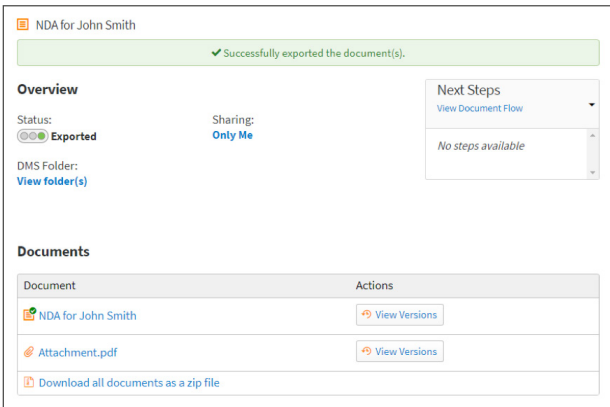 NDA for John Smith
Successfully exported the document(s).
Overview
Status:
Exported
Sharing:
Only Me
DMS Folder:
View folder(s)
Next Steps
View Document Flow
No steps available
Documents
Document Actions
NDA for John Smith View Versions
Attachment.pdf View Versions
Download all documents as a zip file